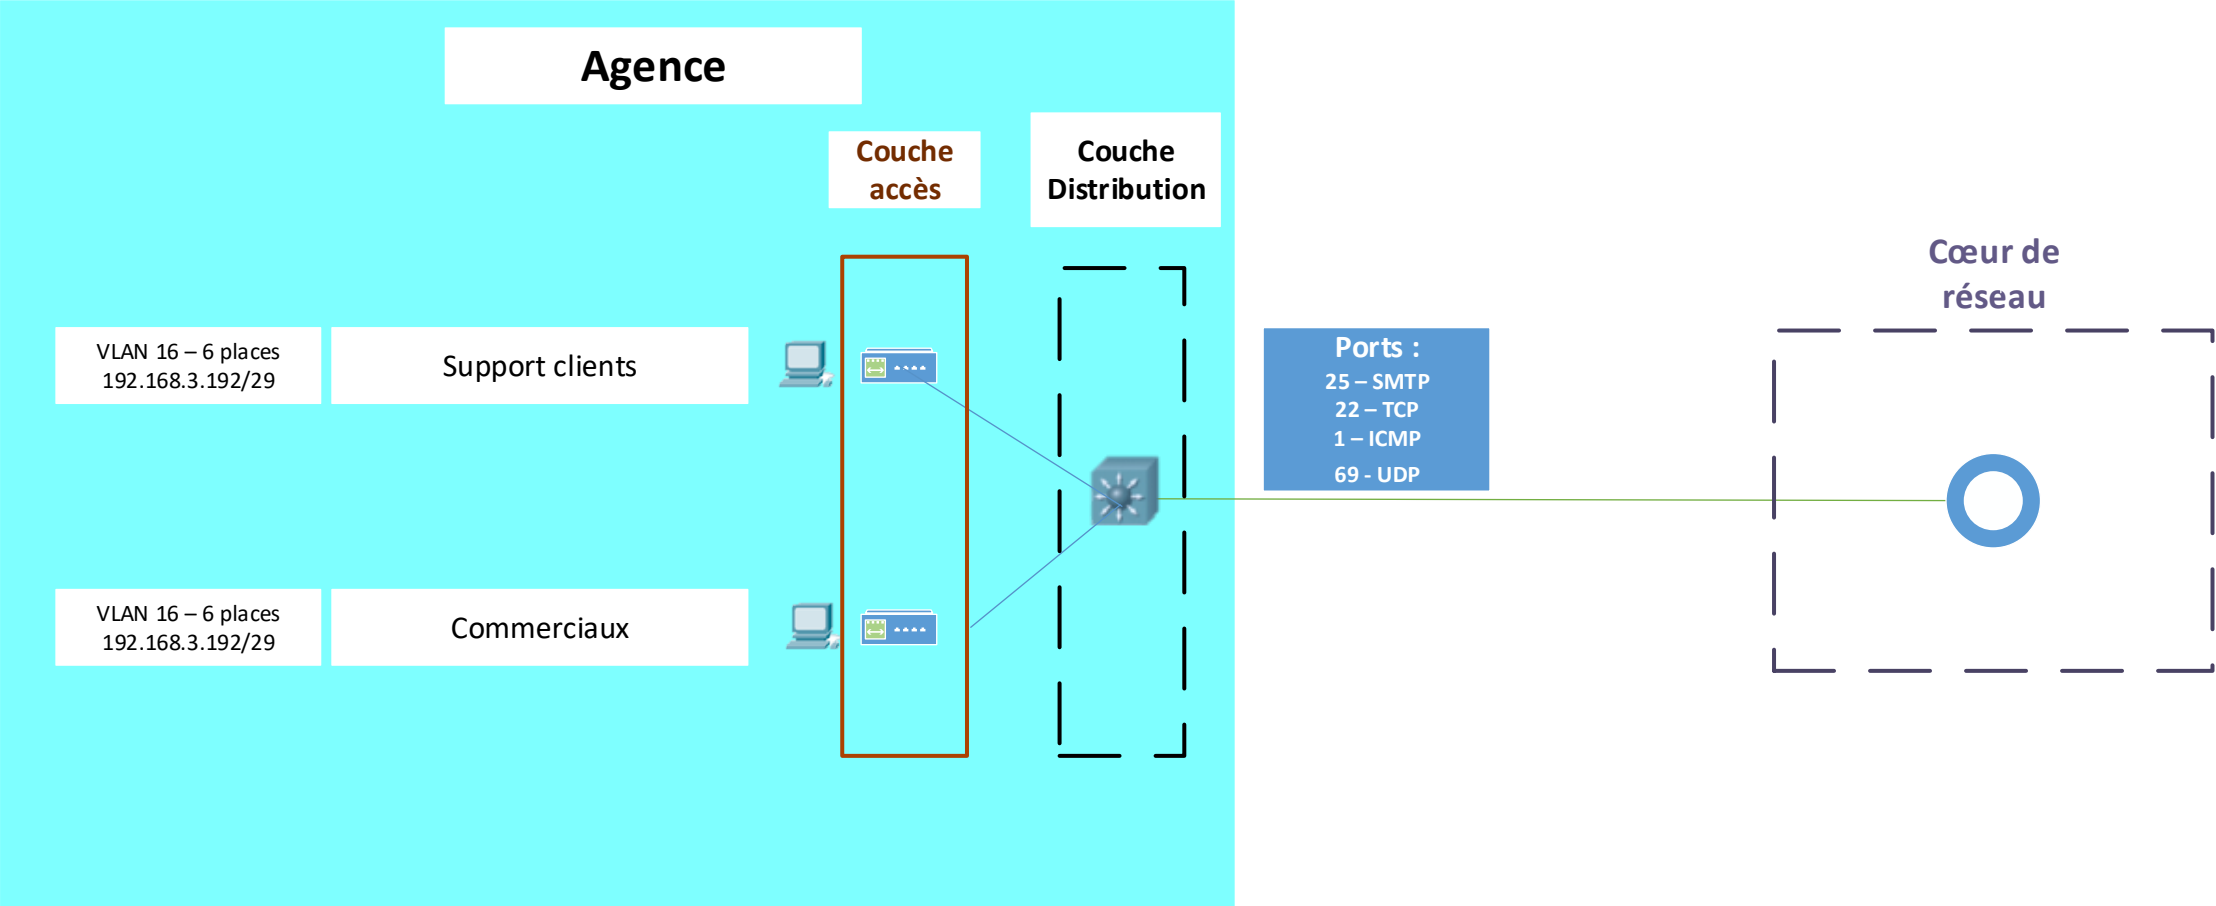 Agence
Couche
accès
Couche
Distribution
Cœur de
réseau
VLAN 16 – 6 places
192.168.3.192/29
Support clients
Ports :
25 – SMTP
22 – TCP
1 – ICMP
69 - UDP
VLAN 16 – 6 places
192.168.3.192/29
Commerciaux